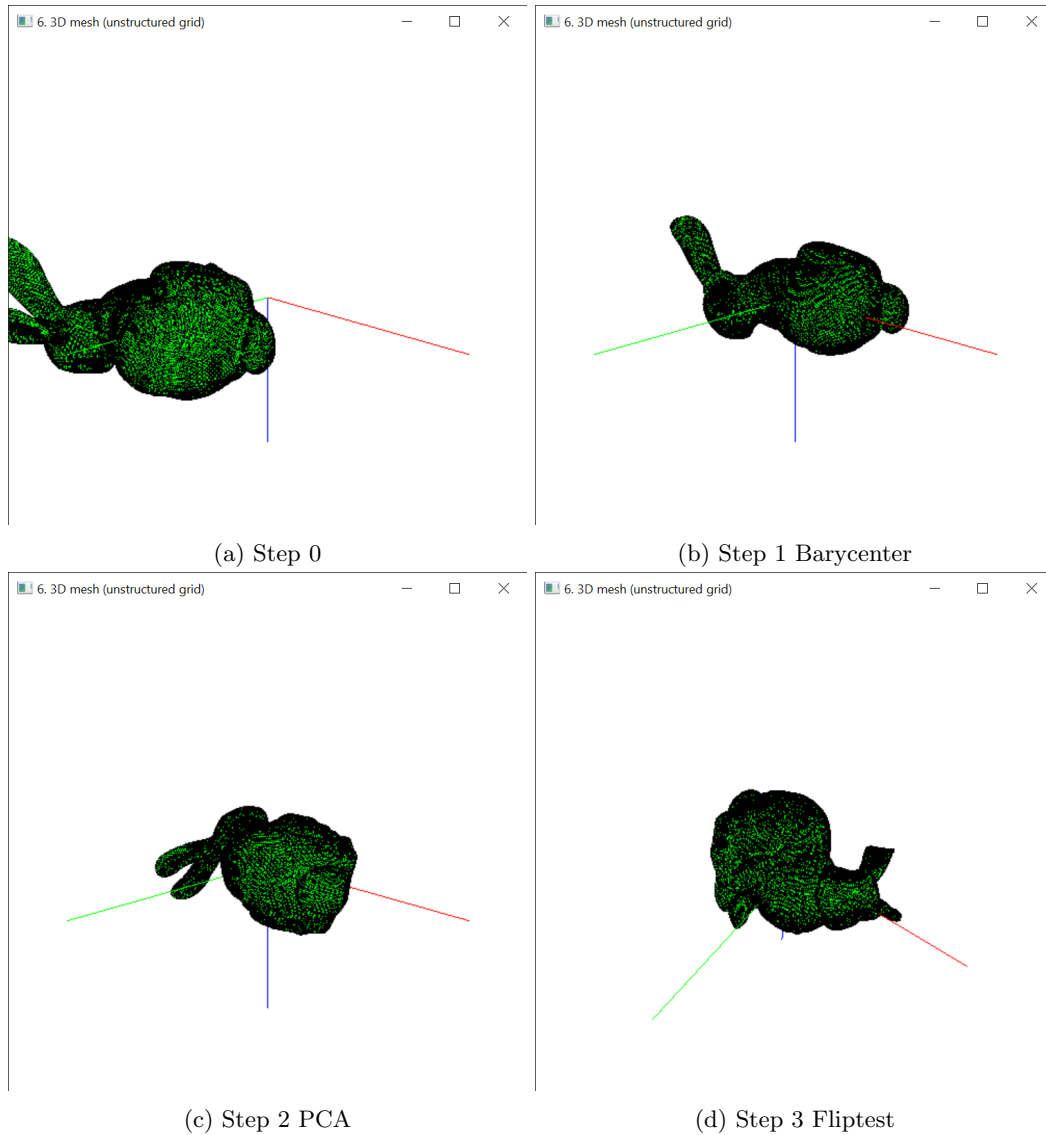 6. 3D mesh (unstructured grid)
6. 3D mesh (unstructured grid)
(a) Step 0
(b) Step 1 Barycenter
6. 3D mesh (unstructured grid)
6. 3D mesh (unstructured grid)
(c) Step 2 PCA
(d) Step 3 Fliptest